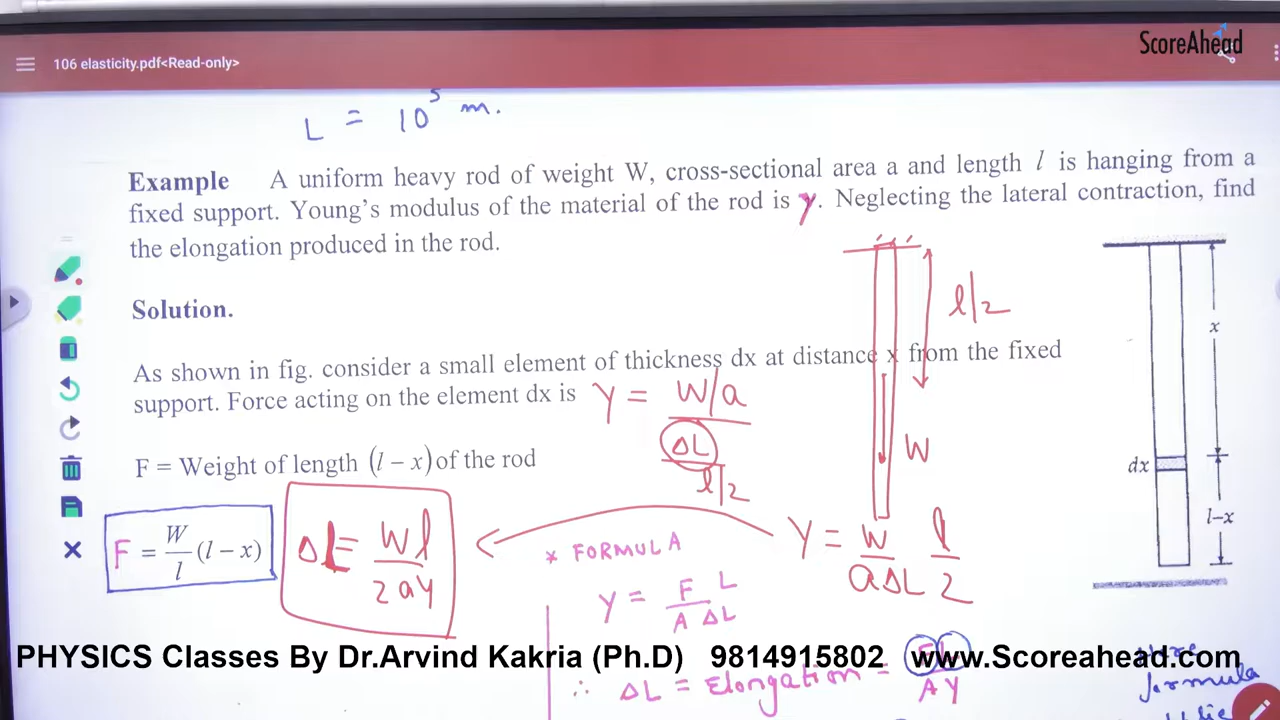 ScoreAhead
106 elasticity.pdf<Read-only>
L = 10⁵ m.
Example A uniform heavy rod of weight W, cross-sectional area a and length l is hanging from a
fixed support. Young's modulus of the material of the rod is Y. Neglecting the lateral contraction, find
the elongation produced in the rod.
l/2
x
Solution.
As shown in fig. consider a small element of thickness dx at distance x from the fixed
support. Force acting on the element dx is
Y = W/a / ΔL / l/2
W
dx
F = Weight of length (l – x) of the rod
l–x
F = W/l (l – x)
ΔL = Wl / 2aY
Y = W/aΔL l/2
* FORMULA
Y = F L / A ΔL
PHYSICS Classes By Dr.Arvind Kakria (Ph.D) 9814915802 www.Scoreahead.com
∴ ΔL = Elongation = FL / AY
formula